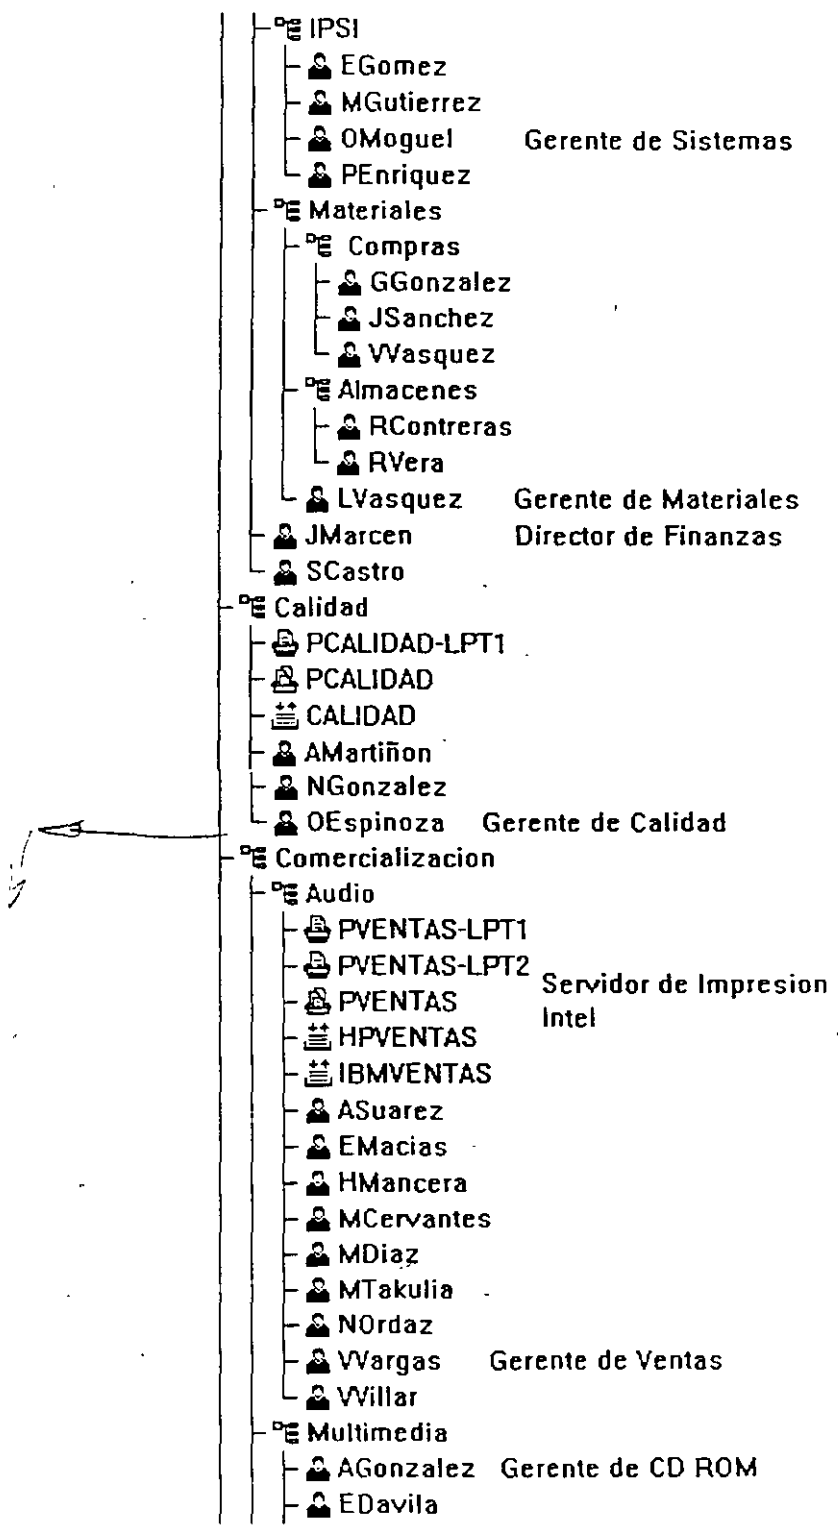 IPSI
EGomez
MGutierrez
OMoguel Gerente de Sistemas
PEnriquez
Materiales
Compras
GGonzalez
JSanchez
VVasquez
Almacenes
RContreras
RVera
LVasquez Gerente de Materiales
JMarcen Director de Finanzas
SCastro
Calidad
PCALIDAD-LPT1
PCALIDAD
CALIDAD
AMartiñon
NGonzalez
OEspinoza Gerente de Calidad
Comercializacion
Audio
PVENTAS-LPT1
PVENTAS-LPT2
Servidor de Impresion
PVENTAS
Intel
HPVENTAS
IBMVENTAS
ASuarez
EMacias
HMancera
MCervantes
MDiaz
MTakulia
NOrdaz
VVargas Gerente de Ventas
VVillar
Multimedia
AGonzalez Gerente de CD ROM
EDavila